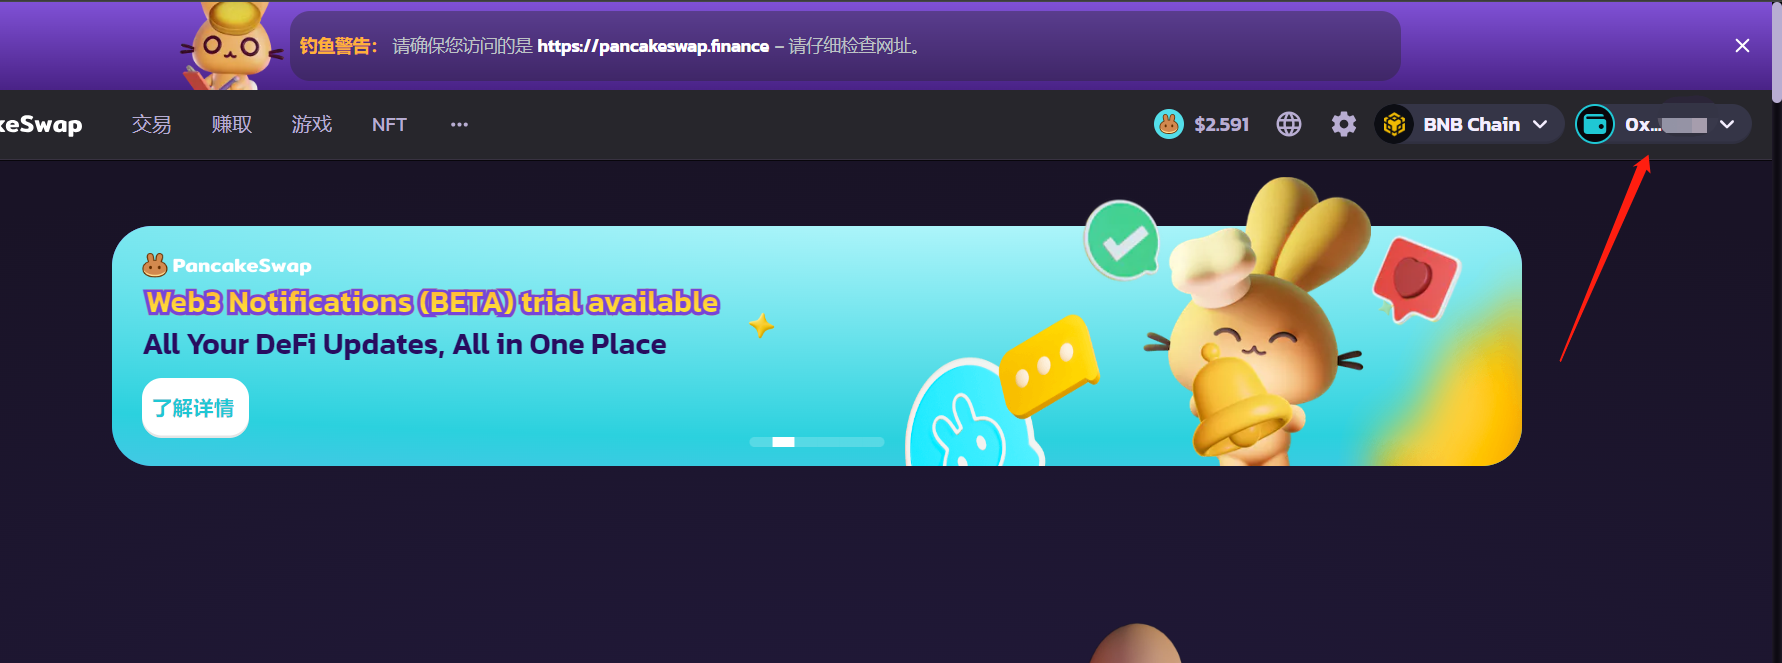 钓鱼警告： 请确保您访问的是 https://pancakeswap.finance – 请仔细检查网址。
keSwap 交易 赚取 游戏 NFT ··· $2.591 BNB Chain 0x...
PancakeSwap
Web3 Notifications (BETA) trial available
All Your DeFi Updates, All in One Place
了解详情